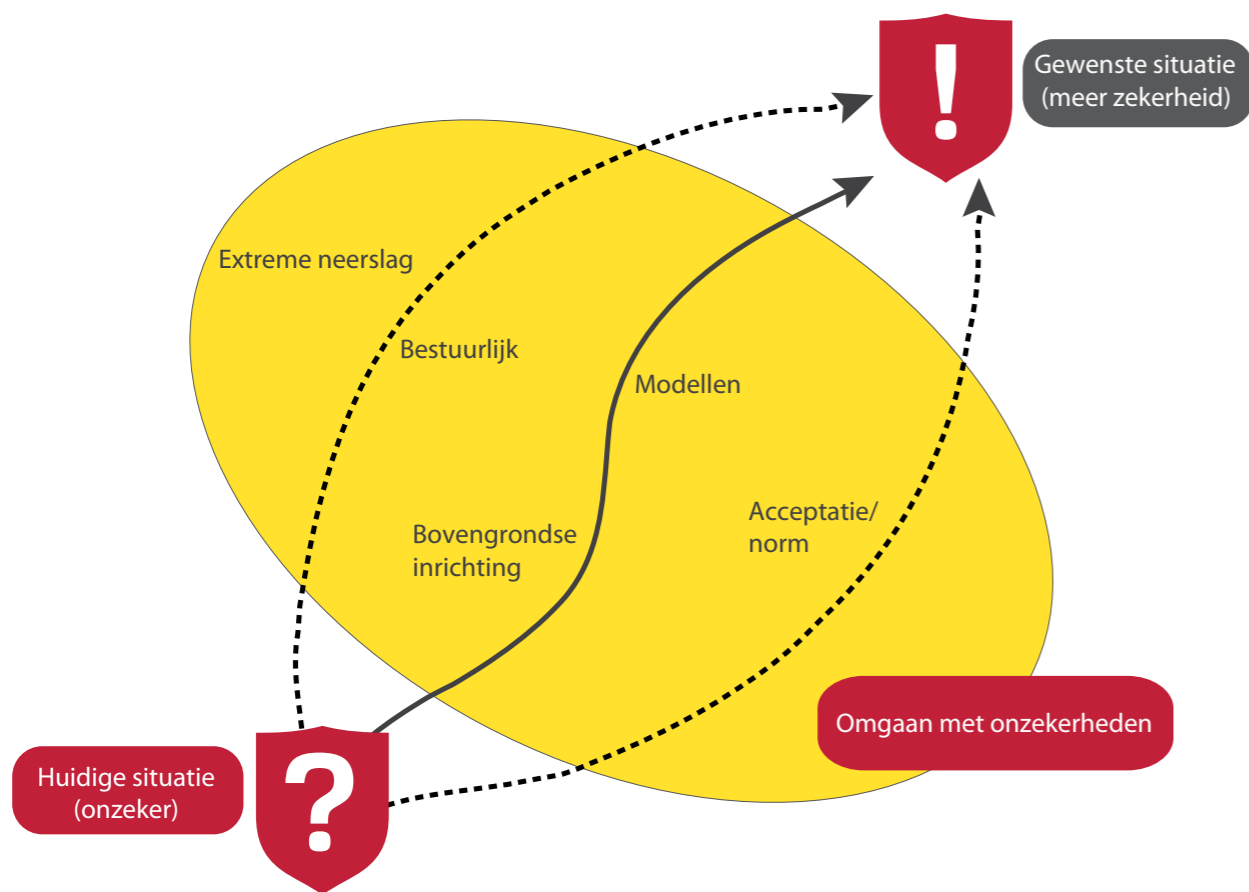 !
Gewenste situatie
(meer zekerheid)
Extreme neerslag
Bestuurlijk
Modellen
Acceptatie/
norm
Bovengrondse
inrichting
Omgaan met onzekerheden
Huidige situatie
(onzeker)
?